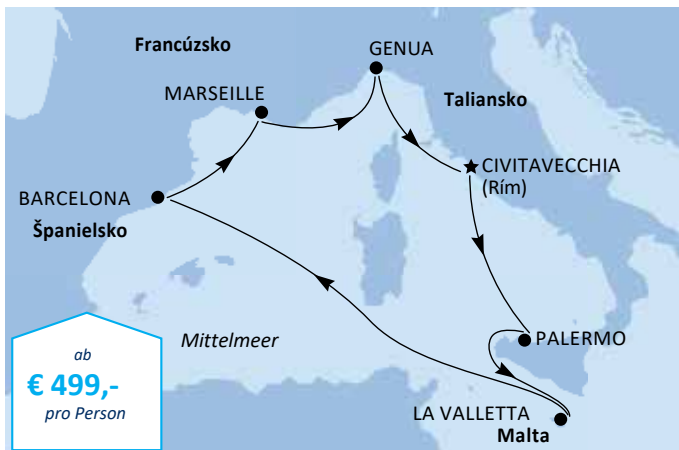 GENUA
Francúzsko
MARSEILLE
Taliansko
CIVITAVECCHIA
(Rím)
BARCELONA
Španielsko
Mittelmeer
PALERMO
ab
€ 499,-
pro Person
LA VALLETTA
Malta